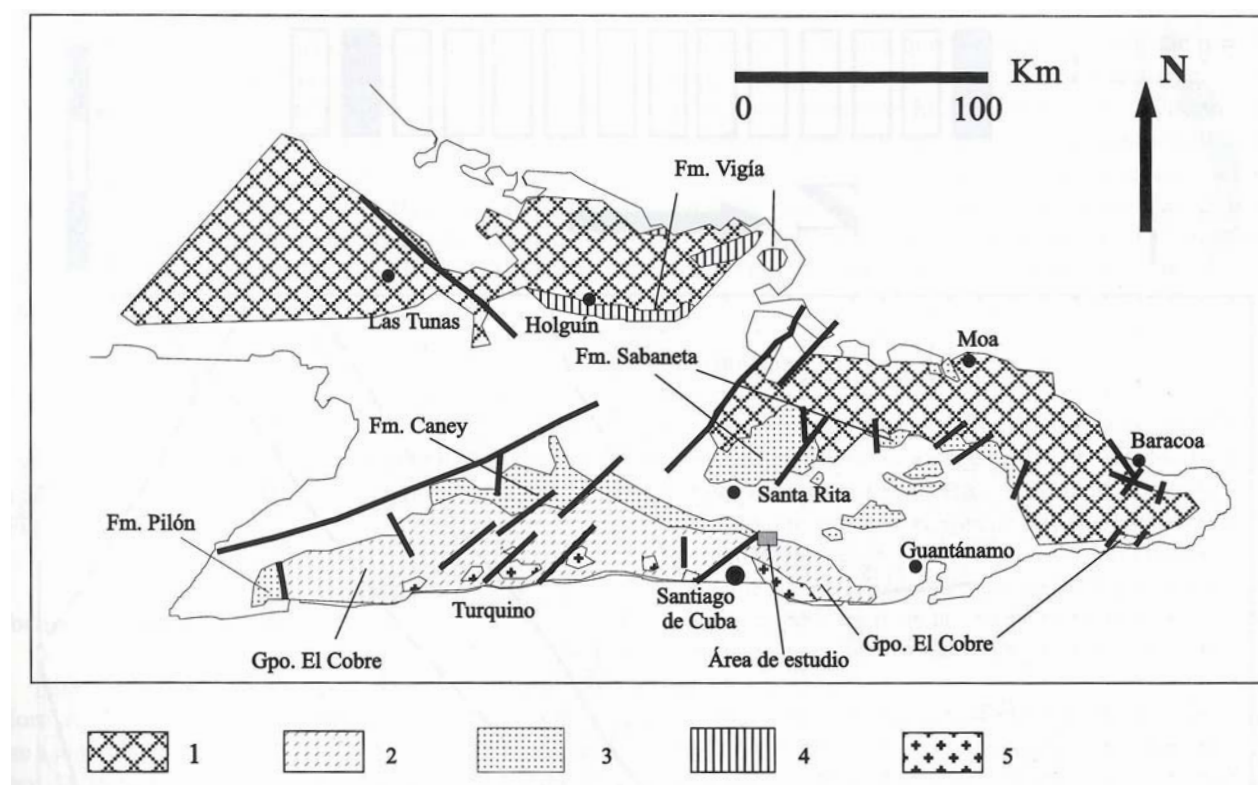 Km
N
0
100
Fm. Vigía
Las Tunas
Holguín
Moa
Fm. Sabaneta
Fm. Caney
Baracoa
Santa Rita
Fm. Pilón
Guantánamo
Turquino
Santiago
de Cuba
Gpo. El Cobre
Área de estudio
Gpo. El Cobre
1
2
3
4
5